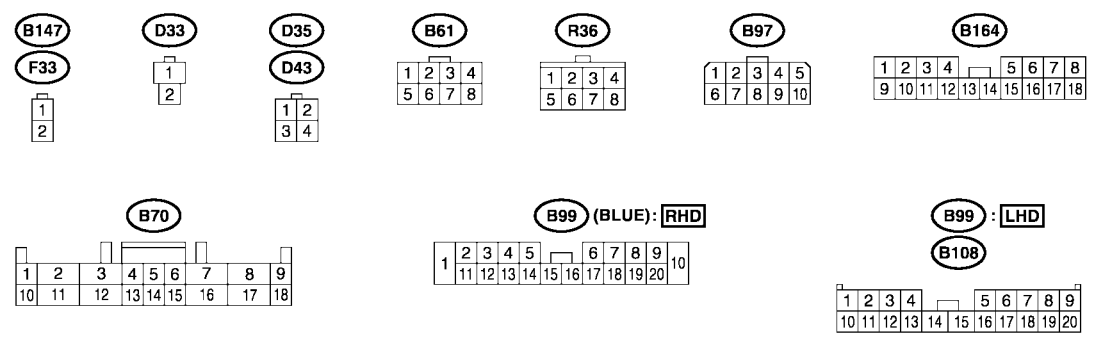 B147 D33 D35 B61 R36 B97 B164
F33 D43
1
2
1
2
1 2
3 4
1 2 3 4
5 6 7 8
1 2 3 4
5 6 7 8
1 2 3 4 5
6 7 8 9 10
1 2 3 4 5 6 7 8
9 10 11 12 13 14 15 16 17 18
B70
1 2 3 4 5 6 7 8 9
10 11 12 13 14 15 16 17 18
B99 (BLUE): RHD
1 2 3 4 5 6 7 8 9 10
11 12 13 14 15 16 17 18 19 20
B99 : LHD
B108
1 2 3 4 5 6 7 8 9
10 11 12 13 14 15 16 17 18 19 20